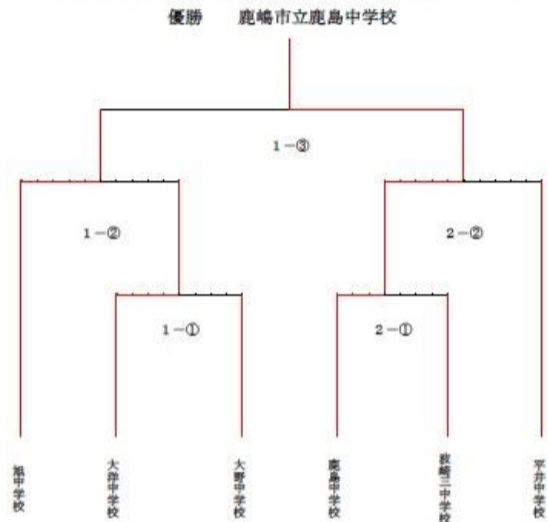 優勝 鹿嶋市立鹿島中学校
1－③
1－②
2－②
1－①
2－①
旭中学校
大洋中学校
大野中学校
鹿島中学校
波崎三中学校
平井中学校